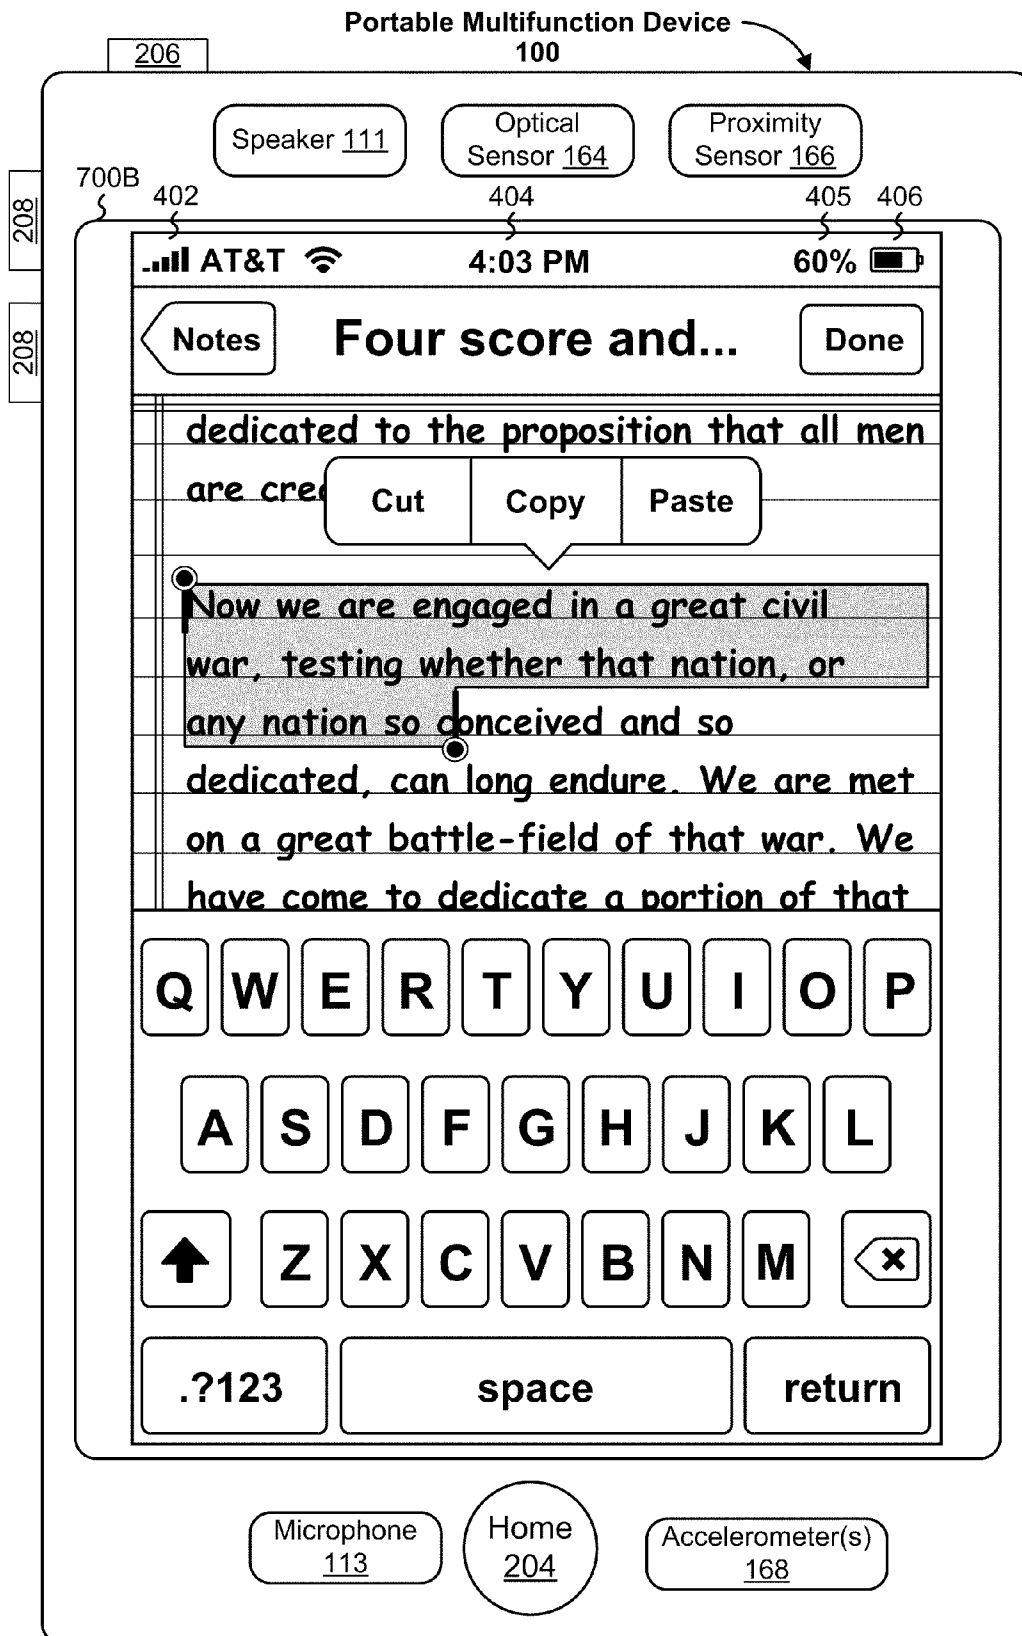 Portable Multifunction Device
100
206
Speaker 111
Optical
Sensor 164
Proximity
Sensor 166
208
208
700B
402
404
405
406
AT&T
4:03 PM
60%
Notes
Four score and...
Done
dedicated to the proposition that all men
are crea
Cut
Copy
Paste
Now we are engaged in a great civil
war, testing whether that nation, or
any nation so conceived and so
dedicated, can long endure. We are met
on a great battle-field of that war. We
have come to dedicate a portion of that
Q W E R T Y U I O P
A S D F G H J K L
Z X C V B N M
.?123
space
return
Microphone
113
Home
204
Accelerometer(s)
168